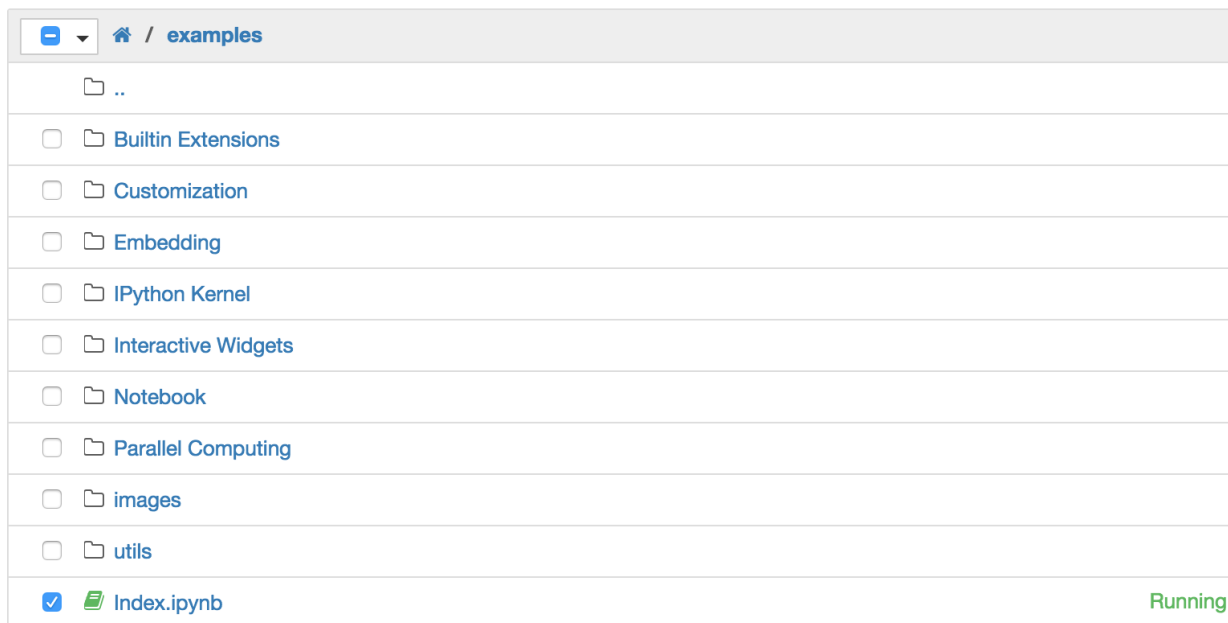 / examples
..
Builtin Extensions
Customization
Embedding
IPython Kernel
Interactive Widgets
Notebook
Parallel Computing
images
utils
Index.ipynb Running